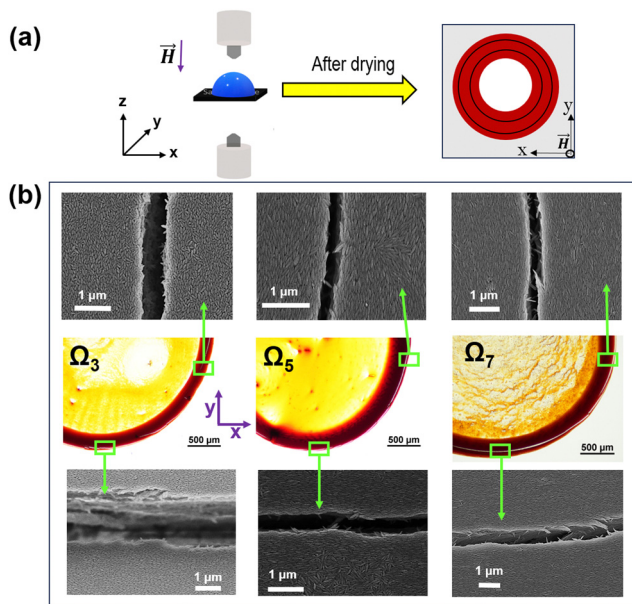 (a)
H
After drying
z
y
x
y
x
H
(b)
1 µm
1 µm
1 µm
Ω3
Ω5
Ω7
y
x
500 µm
500 µm
500 µm
1 µm
1 µm
1 µm